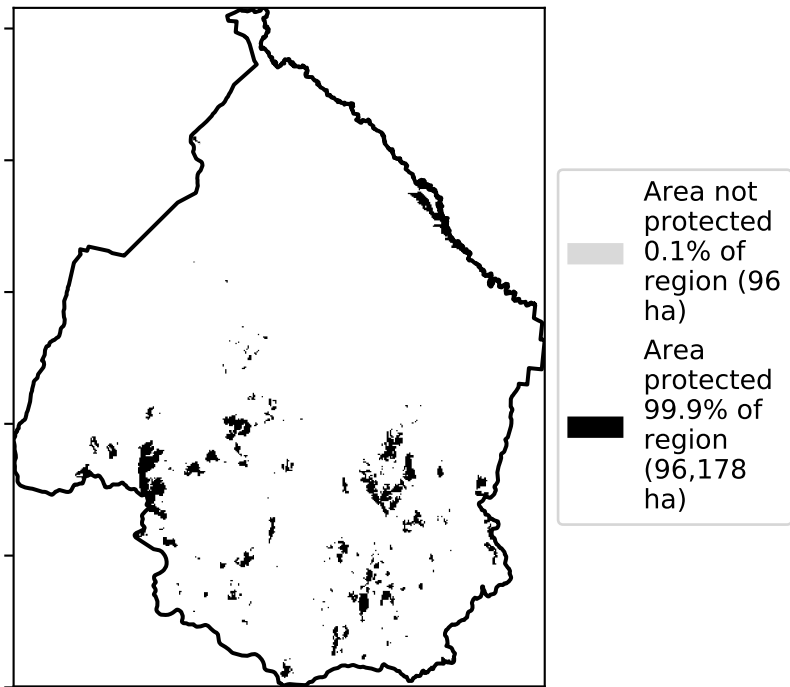 Area not
protected
0.1% of
region (96
ha)
Area
protected
99.9% of
region
(96,178
ha)